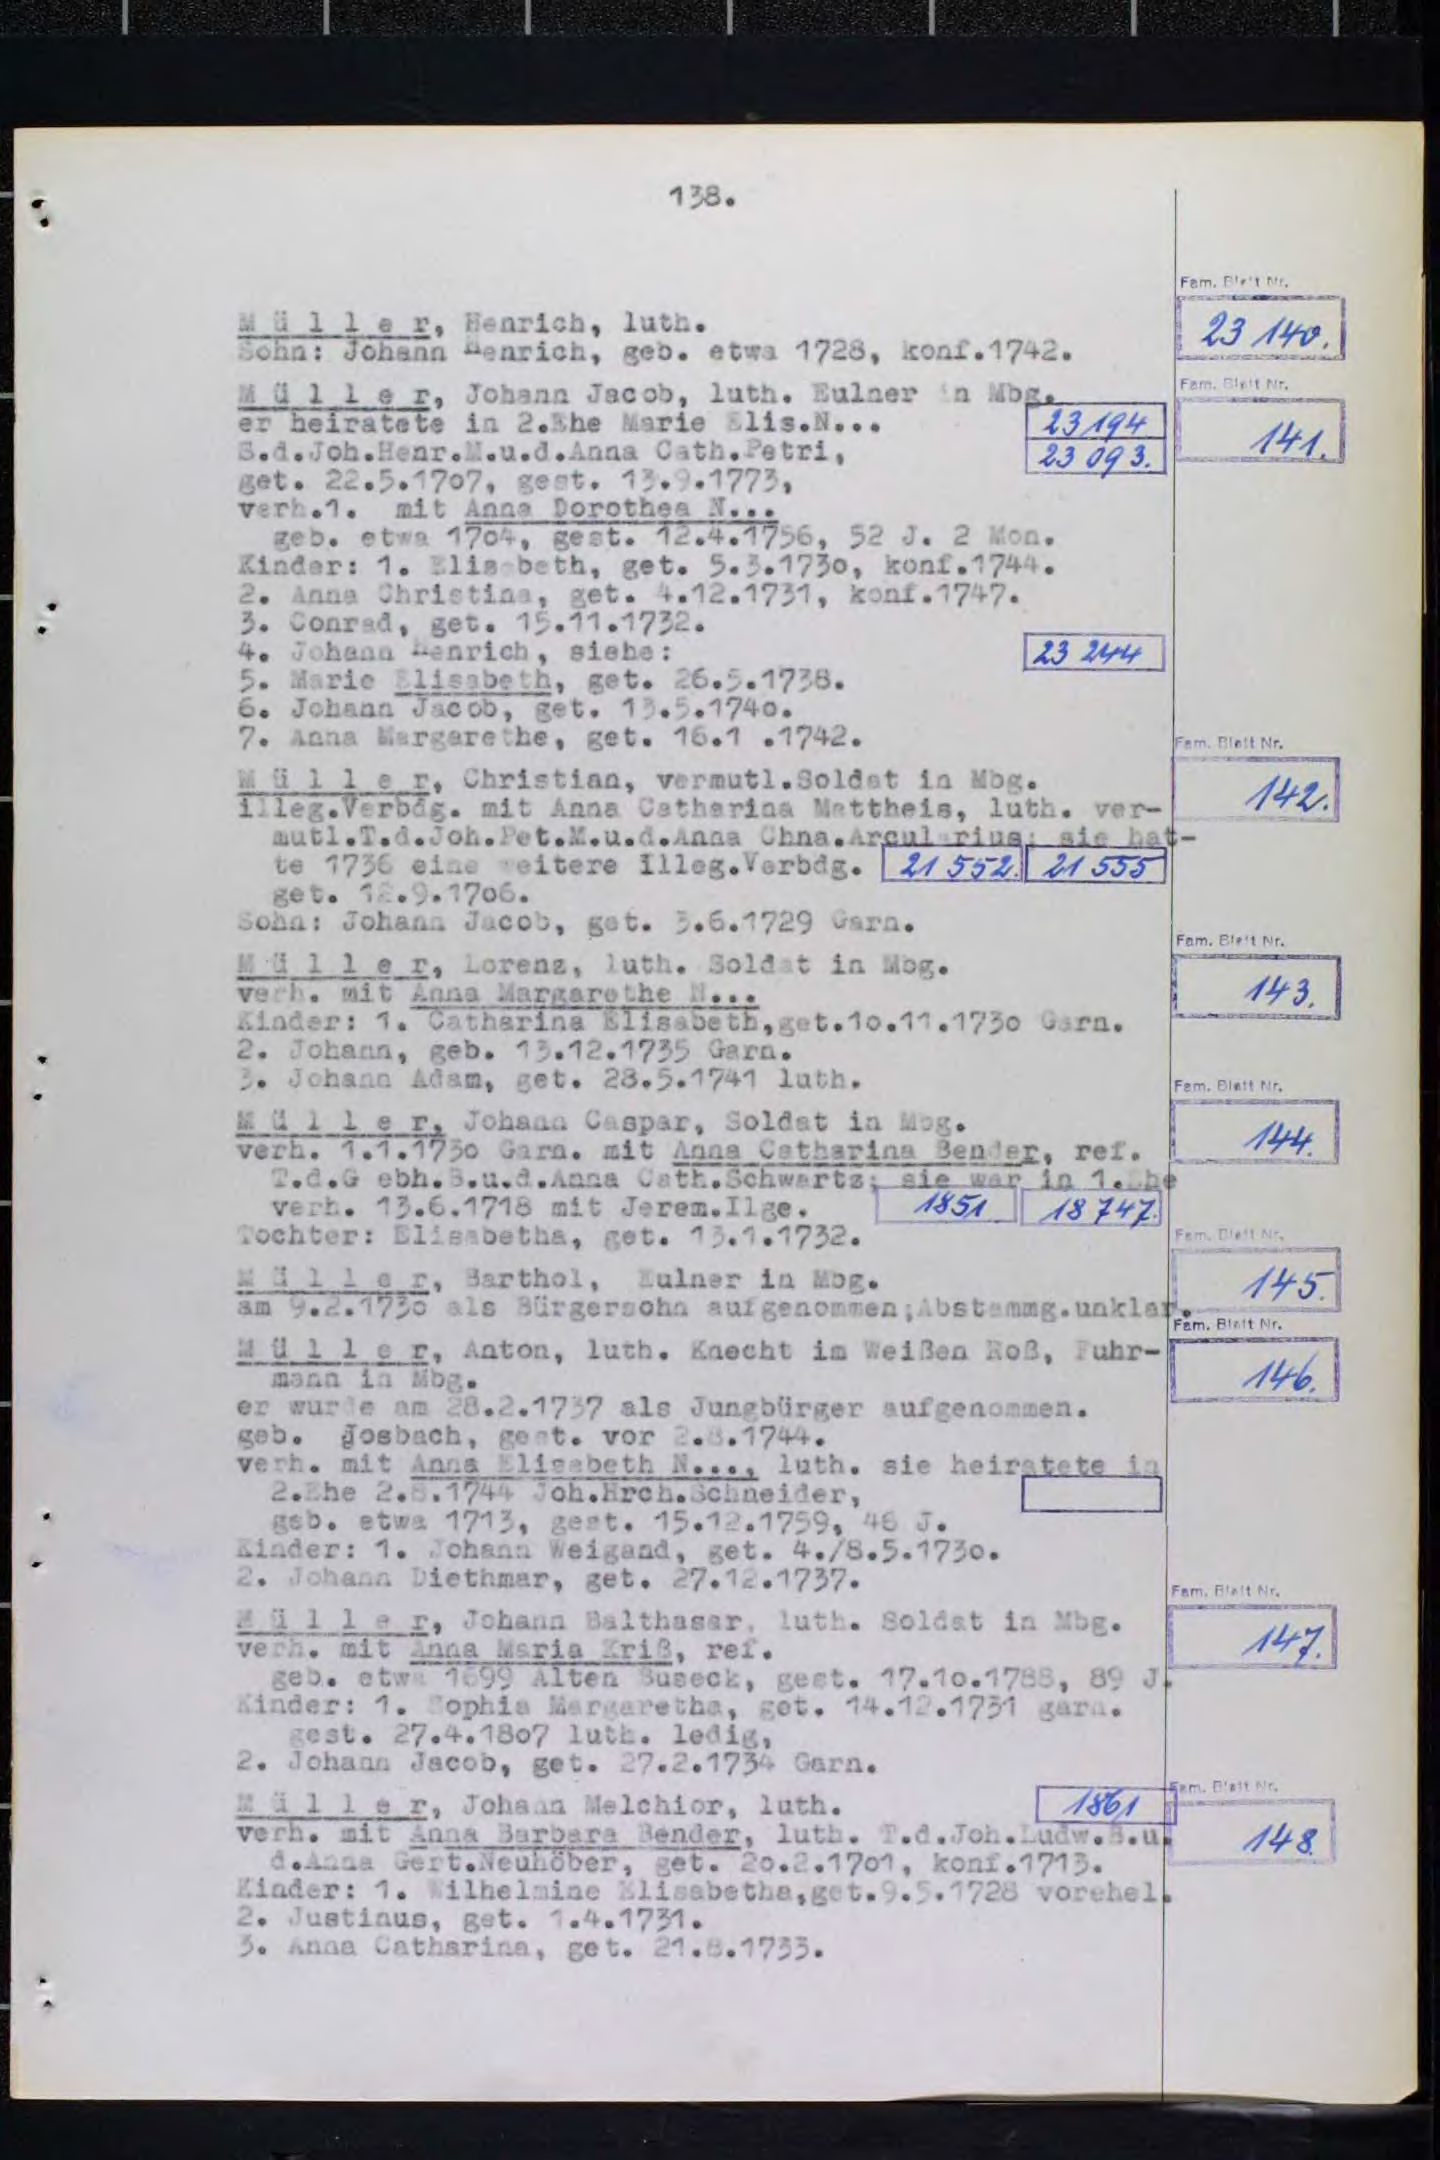 138.
Fam. Blatt Nr.
23 140.
M ü l l e r, Henrich, luth.
Sohn: Johann Henrich, geb. etwa 1728, konf.1742.
Fam. Blatt Nr.
141.
M ü l l e r, Johann Jacob, luth. Eulner in Mbg.
er heiratete in 2.Ehe Marie Elis.N... 23 194
S.d.Joh.Henr.M.u.d.Anna Cath.Petri, 23 093.
get. 22.5.1707, gest. 13.9.1773,
verh.1. mit Anna Dorothea N...
geb. etwa 1704, gest. 12.4.1756, 52 J. 2 Mon.
Kinder: 1. Elisabeth, get. 5.3.1730, konf.1744.
2. Anna Christina, get. 4.12.1731, konf.1747.
3. Conrad, get. 15.11.1732.
4. Johann Henrich, siehe: 23 244
5. Marie Elisabeth, get. 26.5.1738.
6. Johann Jacob, get. 13.5.1740.
7. Anna Margarethe, get. 16.1 .1742.
Fam. Blatt Nr.
142.
M ü l l e r, Christian, vermutl.Soldat in Mbg.
illeg.Verbdg. mit Anna Catharina Mattheis, luth. ver-
mutl.T.d.Joh.Pet.M.u.d.Anna Chna.Arcularius; sie hat-
te 1736 eine weitere illeg.Verbdg. 21 552. 21 555
get. 12.9.1706.
Sohn: Johann Jacob, get. 3.6.1729 Garn.
Fam. Blatt Nr.
143.
M ü l l e r, Lorenz, luth. Soldat in Mbg.
verh. mit Anna Margarethe N...
Kinder: 1. Catharina Elisabeth,get.10.11.1730 Garn.
2. Johann, geb. 13.12.1735 Garn.
3. Johann Adam, get. 28.5.1741 luth.
Fam. Blatt Nr.
144.
M ü l l e r, Johann Caspar, Soldat in Mbg.
verh. 1.1.1730 Garn. mit Anna Catharina Bender, ref.
T.d.G ebh.B.u.d.Anna Cath.Schwartz; sie war in 1.Ehe
verh. 13.6.1718 mit Jerem.Ilge. 1851 18 747.
Tochter: Elisabetha, get. 13.1.1732.
Fam. Blatt Nr.
145.
M ü l l e r, Barthol, Eulner in Mbg.
am 9.2.1730 als Bürgersohn aufgenommen;Abstammg.unklar.
Fam. Blatt Nr.
146.
M ü l l e r, Anton, luth. Knecht im Weißen Roß, Fuhr-
mann in Mbg.
er wurde am 28.2.1737 als Jungbürger aufgenommen.
geb. Josbach, gest. vor 2.8.1744.
verh. mit Anna Elisabeth N..., luth. sie heiratete in
2.Ehe 2.8.1744 Joh.Hrch.Schneider,
geb. etwa 1713, gest. 15.12.1759, 46 J.
Kinder: 1. Johann Weigand, get. 4./8.5.1730.
2. Johann Diethmar, get. 27.12.1737.
Fam. Blatt Nr.
147.
M ü l l e r, Johann Balthasar, luth. Soldat in Mbg.
verh. mit Anna Maria Kriß, ref.
geb. etwa 1699 Alten Buseck, gest. 17.10.1788, 89 J.
Kinder: 1. Sophia Margaretha, get. 14.12.1731 garn.
gest. 27.4.1807 luth. ledig,
2. Johann Jacob, get. 27.2.1734 Garn.
Fam. Blatt Nr.
148.
M ü l l e r, Johann Melchior, luth. 1861
verh. mit Anna Barbara Bender, luth. T.d.Joh.Ludw.B.u.
d.Anna Gert.Neuhöber, get. 20.2.1701, konf.1713.
Kinder: 1. Wilhelmine Elisabetha,get.9.5.1728 vorehel.
2. Justinus, get. 1.4.1731.
3. Anna Catharina, get. 21.8.1733.